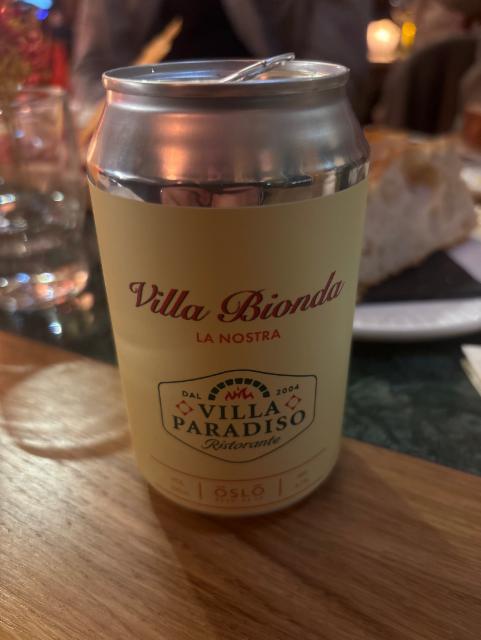 Villa Bionda
LA NOSTRA
DAL 2004
VILLA
PARADISO
Ristorante
OSLO